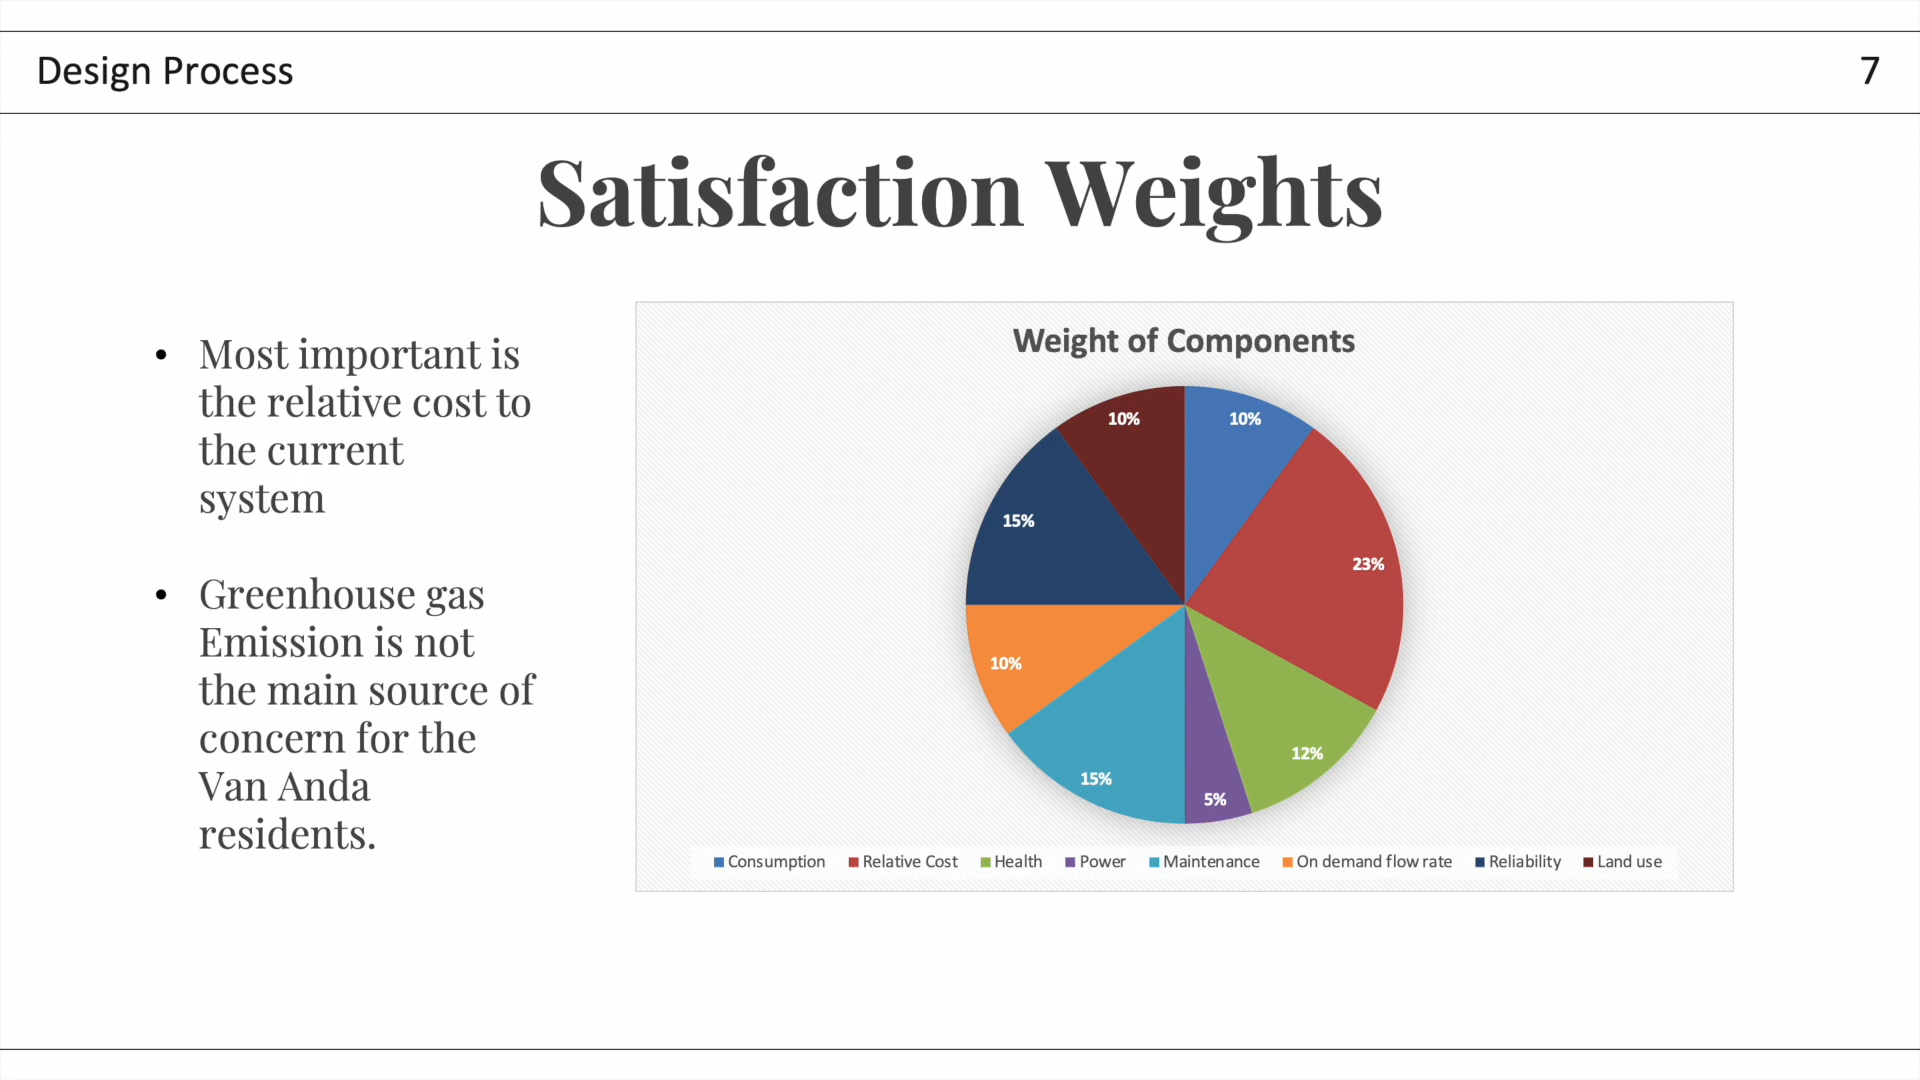 Design Process
7
Satisfaction Weights
• Most important is
the relative cost to
the current
system
• Greenhouse gas
Emission is not
the main source of
concern for the
Van Anda
residents.
Weight of Components
10%
10%
23%
15%
10%
12%
15%
5%
Consumption
Relative Cost
Health
Power
Maintenance
On demand flow rate
Reliability
Land use